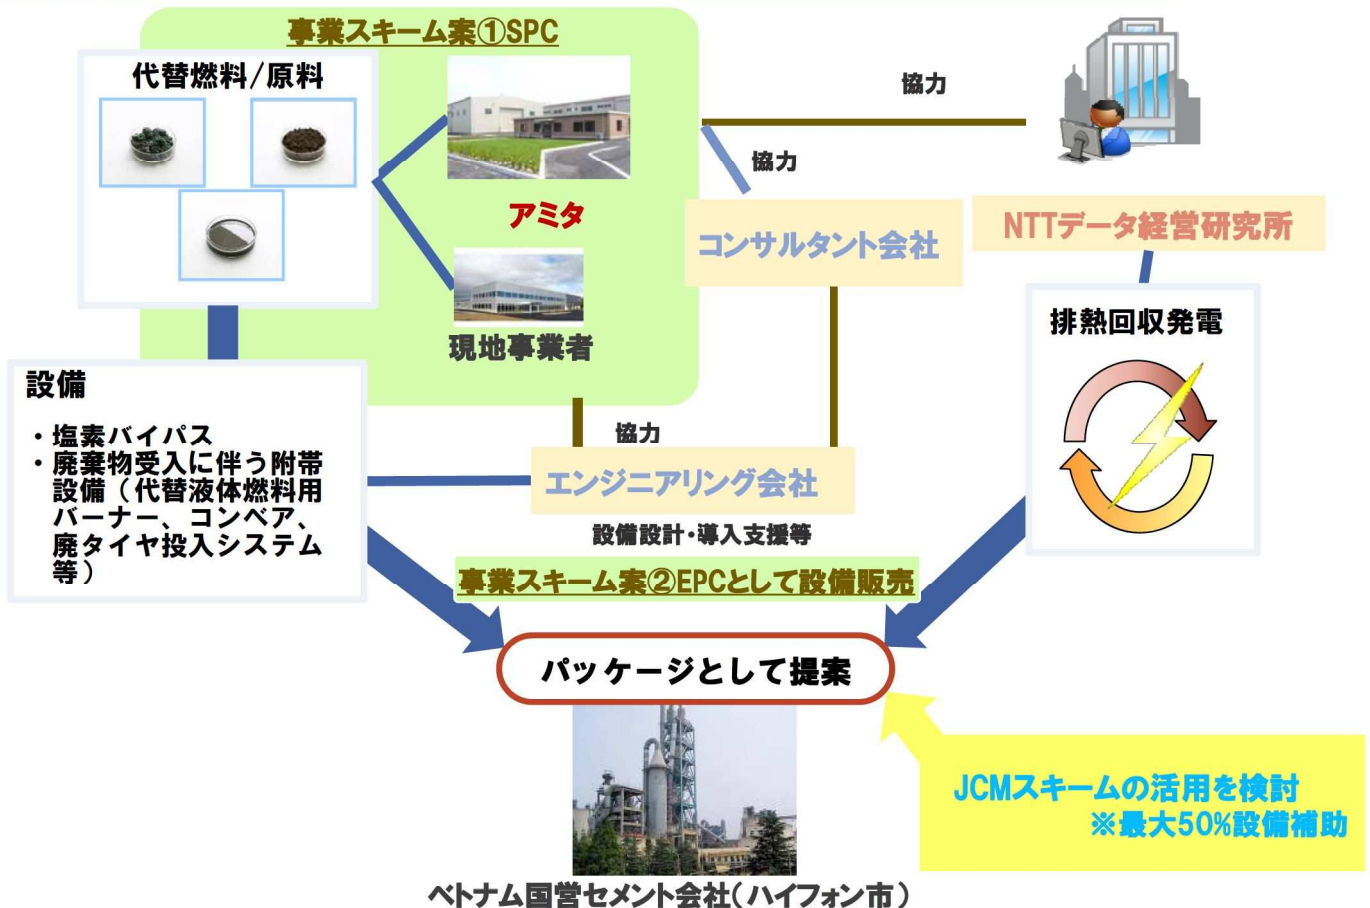 事業スキーム案①SPC
代替燃料/原料
アミタ
現地事業者
協力
協力
コンサルタント会社
NTTデータ経営研究所
排熱回収発電
設備
・塩素バイパス
・廃棄物受入に伴う附帯
設備(代替液体燃料用
バーナー、コンベア、
廃タイヤ投入システム
等)
協力
エンジニアリング会社
設備設計・導入支援等
事業スキーム案②EPCとして設備販売
パッケージとして提案
JCMスキームの活用を検討
※最大50%設備補助
ベトナム国営セメント会社(ハイフォン市)